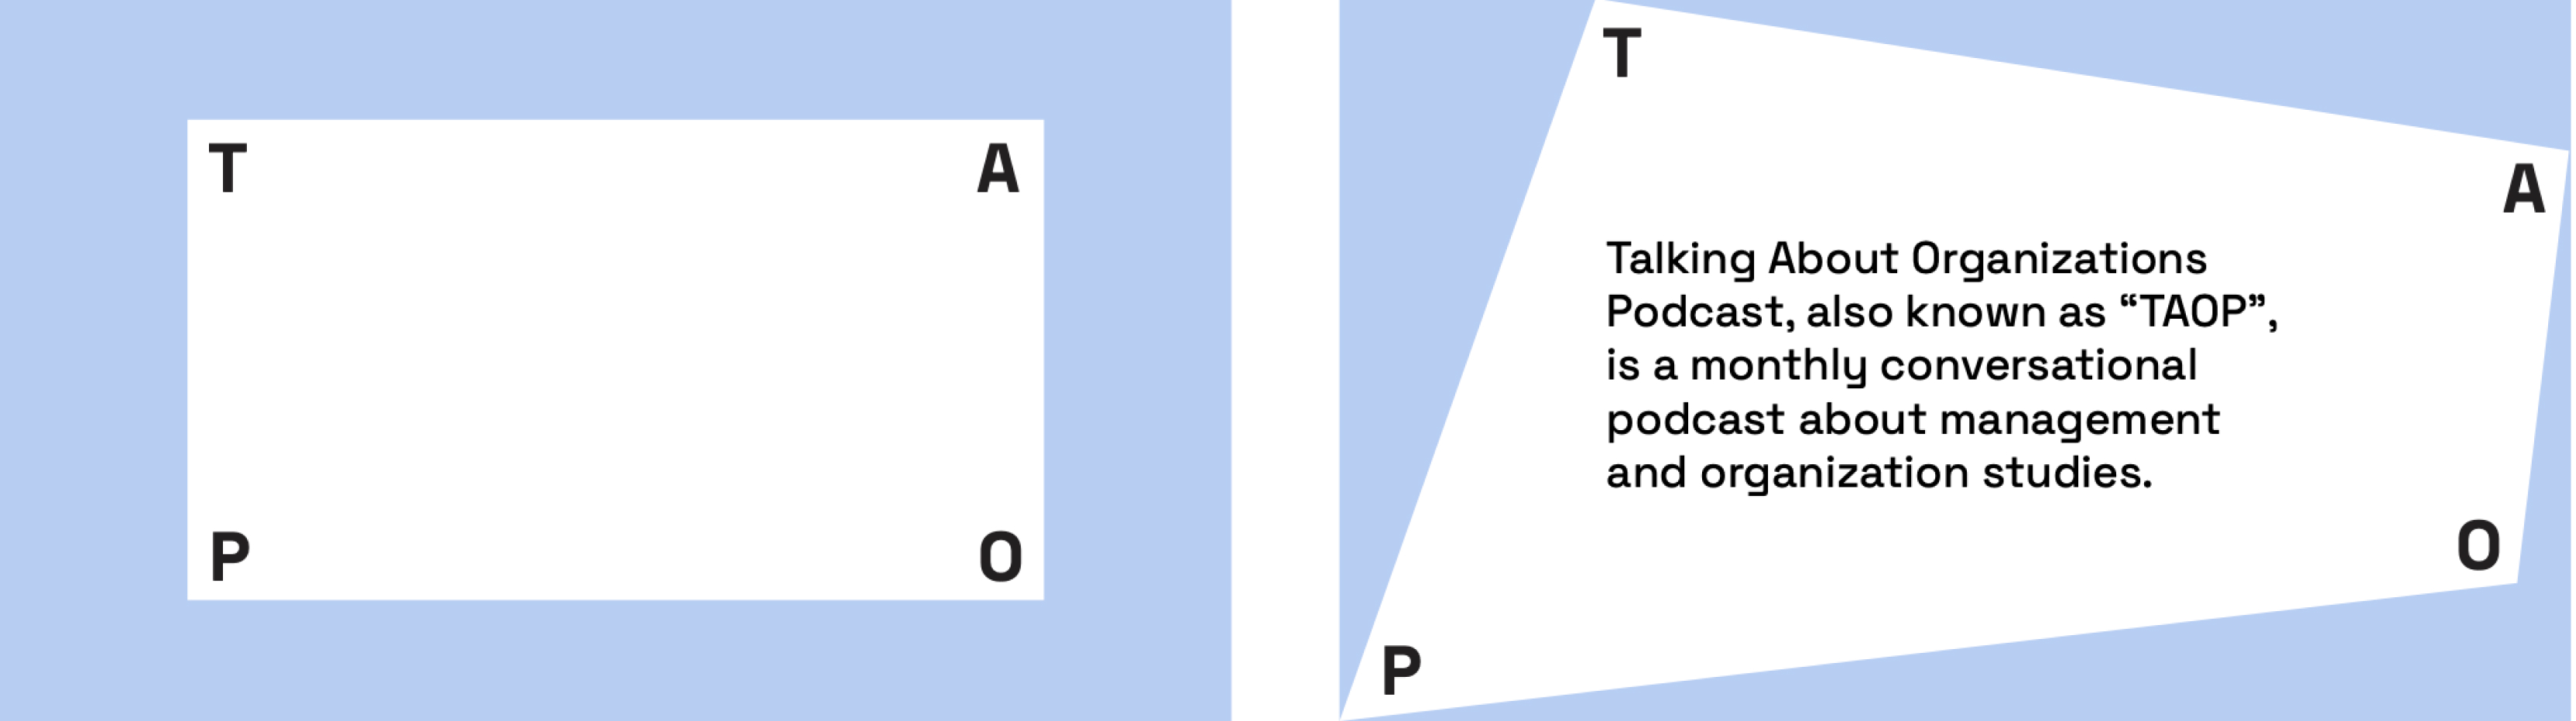 T A
P O
T
A
Talking About Organizations
Podcast, also known as “TAOP”,
is a monthly conversational
podcast about management
and organization studies.
O
P